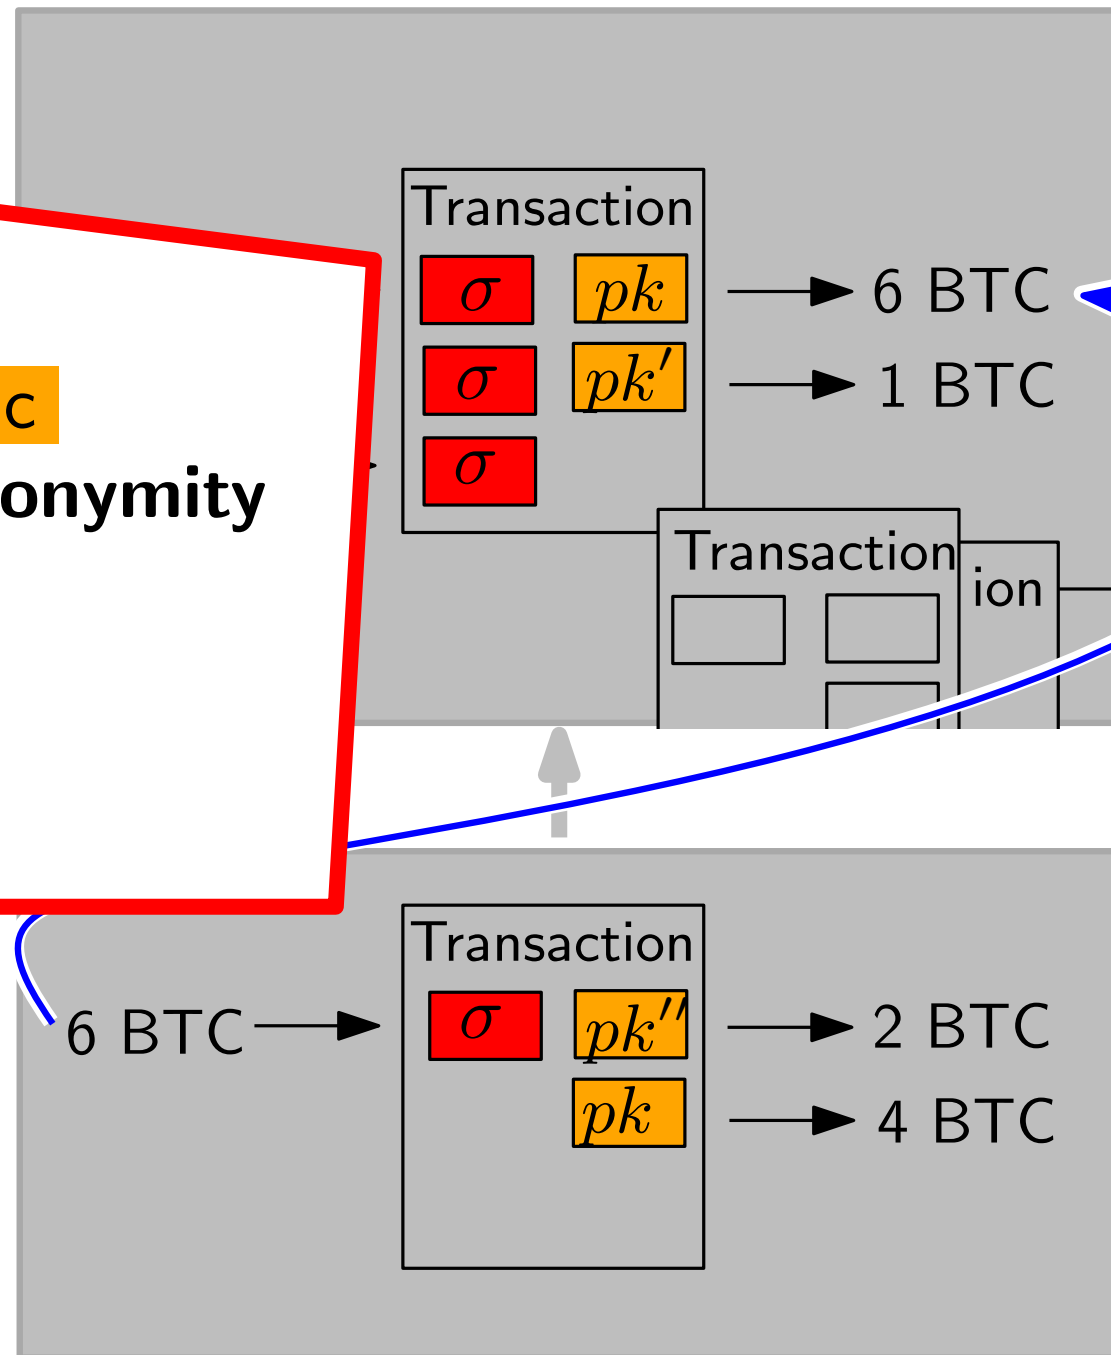 Transaction
σ pk 6 BTC
σ pk′ 1 BTC
σ
c
onymity
Transaction
ion
Transaction
6 BTC σ pk″ 2 BTC
pk 4 BTC